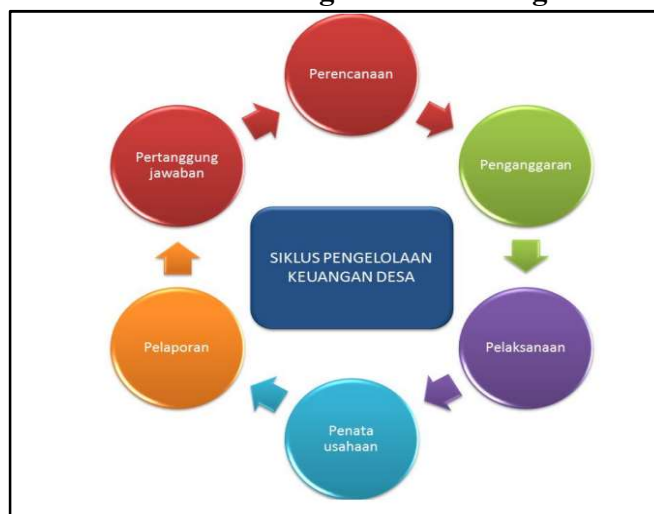 Perencanaan
Penganggaran
Pelaksanaan
Penata
usahaan
Pelaporan
Pertanggung
jawaban
SIKLUS PENGELOLAAN
KEUANGAN DESA